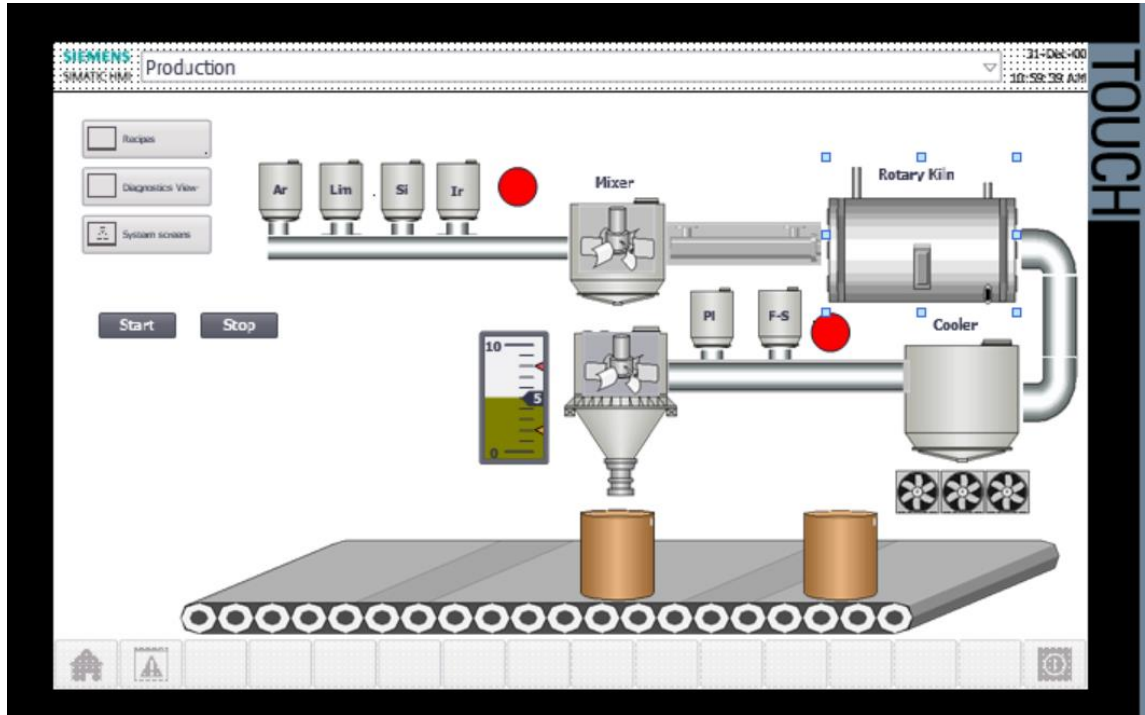 SIEMENS
SIMATIC HMI
Production
31-Dec-00
10:59:39 AM
TOUCH
Recipes
Diagnostics View
System screens
Ar
Lim
Si
Ir
Mixer
Rotary Kiln
Start
Stop
Pl
F-S
Cooler
10
5
0